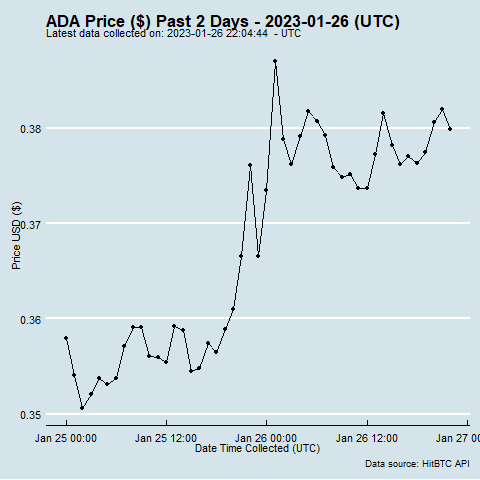 ADA Price ($) Past 2 Days - 2023-01-26 (UTC)
Latest data collected on: 2023-01-26 22:04:44  - UTC
0.38
0.37
0.36
0.35
Price USD ($)
Jan 25 00:00 Jan 25 12:00 Jan 26 00:00 Jan 26 12:00 Jan 27 00
Date Time Collected (UTC)
Data source: HitBTC API